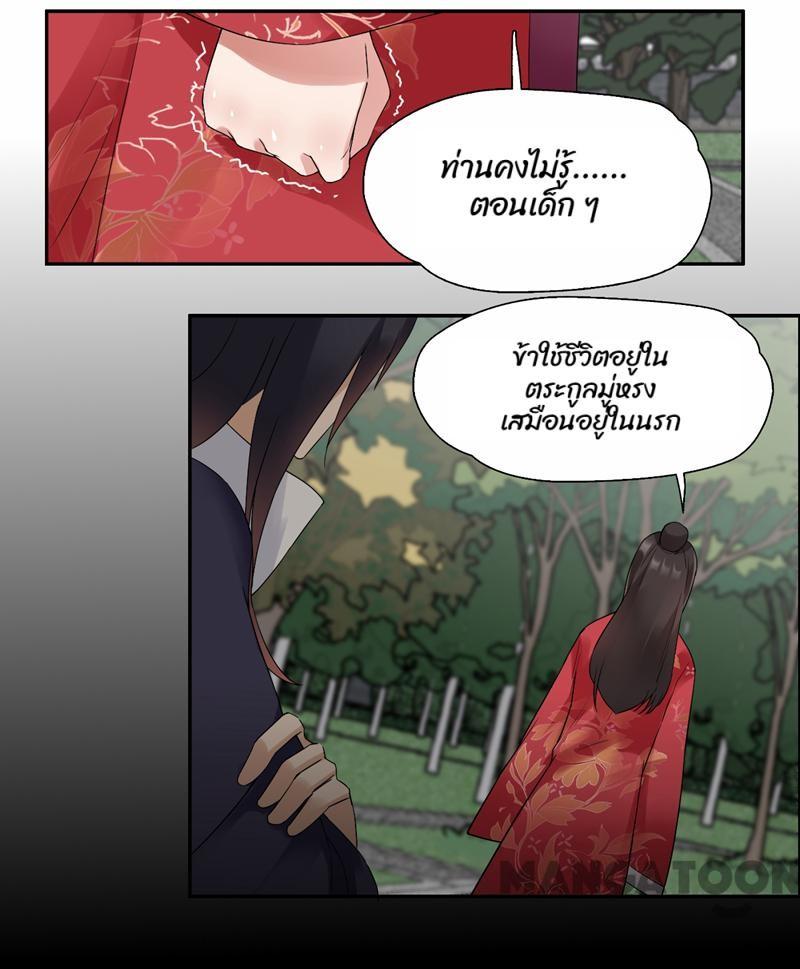 ท่านคงไม่รู้......
ตอนเด็ก ๆ
ข้าใช้ชีวิตอยู่ใน
ตระกูลมู่หรง
เสมือนอยู่ในนรก
MANGATOON